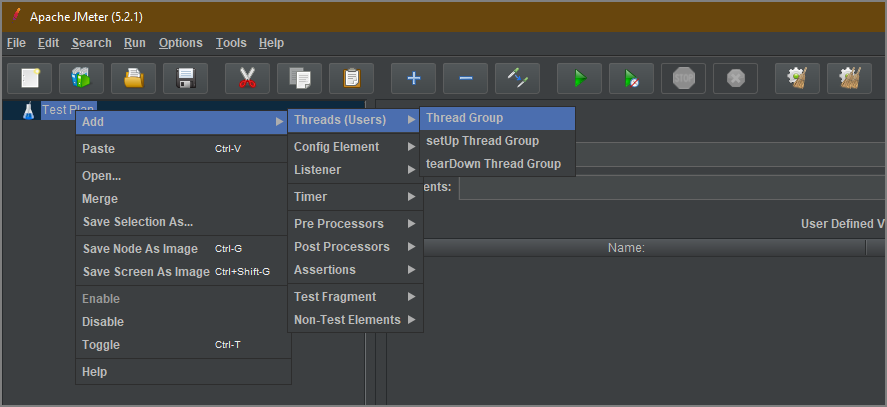 Apache JMeter (5.2.1)
File Edit Search Run Options Tools Help
STOP
Test Plan
Add
Paste Ctrl-V
Open...
Merge
Save Selection As...
Save Node As Image Ctrl-G
Save Screen As Image Ctrl+Shift-G
Enable
Disable
Toggle Ctrl-T
Help
Threads (Users)
Config Element
Listener
Timer
Pre Processors
Post Processors
Assertions
Test Fragment
Non-Test Elements
Thread Group
setUp Thread Group
tearDown Thread Group
ents:
User Defined V
Name: